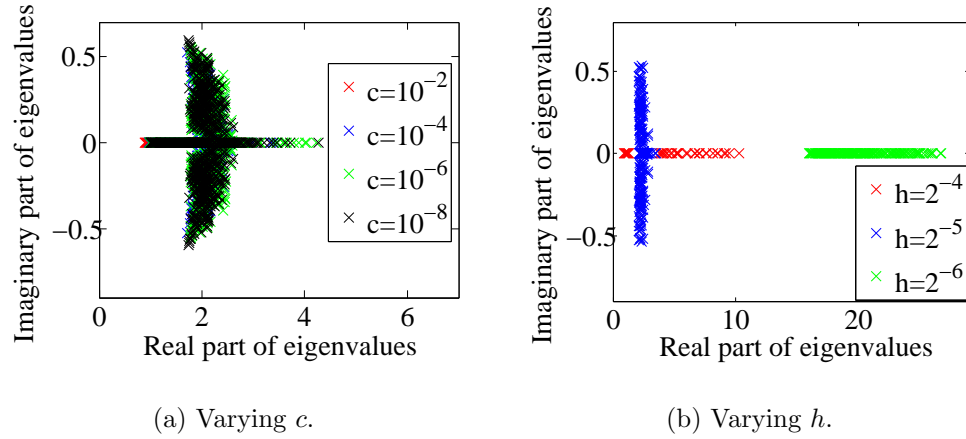 Imaginary part of eigenvalues
0.5
0
−0.5
0
2
4
6
Real part of eigenvalues
c=10⁻²
c=10⁻⁴
c=10⁻⁶
c=10⁻⁸
(a) Varying c.
Imaginary part of eigenvalues
0.5
0
−0.5
0
10
20
Real part of eigenvalues
h=2⁻⁴
h=2⁻⁵
h=2⁻⁶
(b) Varying h.